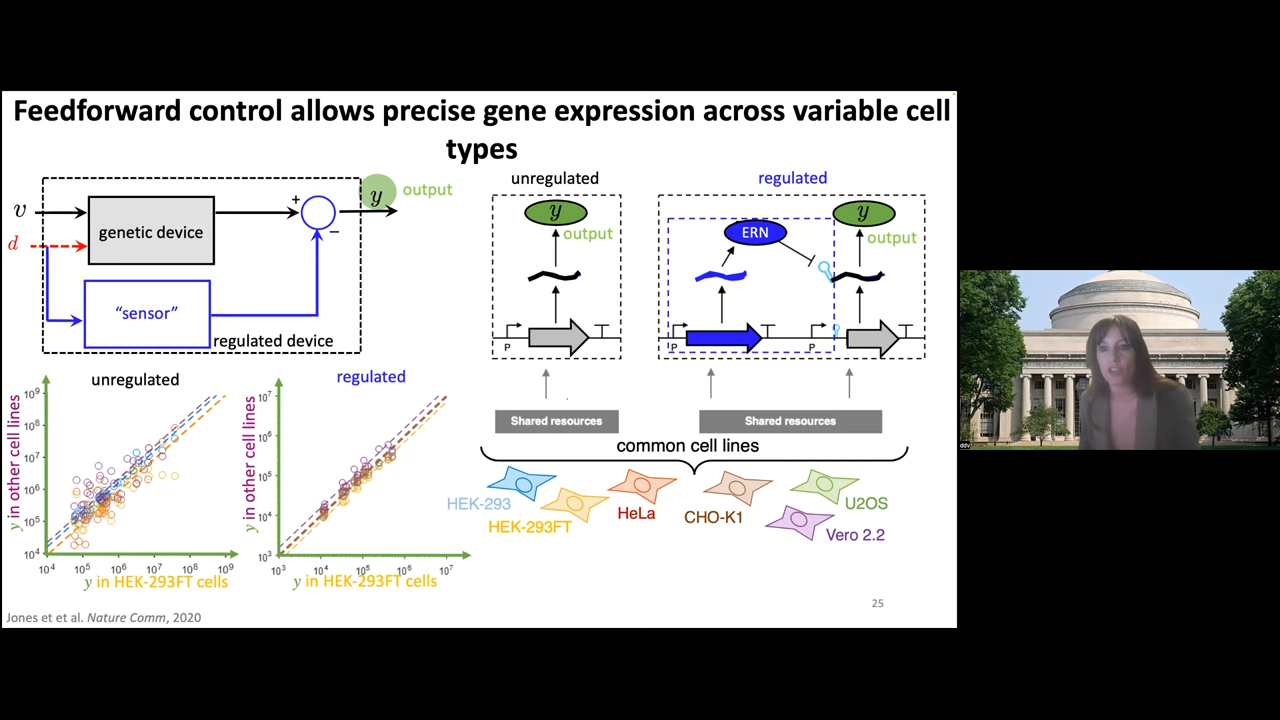 Feedforward control allows precise gene expression across variable cell
types
v
d
genetic device
"sensor"
+
−
y
output
regulated device
unregulated
y
output
P
Shared resources
regulated
ERN
y
output
P
P
Shared resources
common cell lines
HEK-293
HEK-293FT
HeLa
CHO-K1
U2OS
Vero 2.2
unregulated
y in other cell lines
10⁹
10⁸
10⁷
10⁶
10⁵
10⁴
10⁴ 10⁵ 10⁶ 10⁷ 10⁸ 10⁹
y in HEK-293FT cells
regulated
y in other cell lines
10⁷
10⁶
10⁵
10⁴
10³
10³ 10⁴ 10⁵ 10⁶ 10⁷
y in HEK-293FT cells
Jones et et al. Nature Comm, 2020
25
ddv